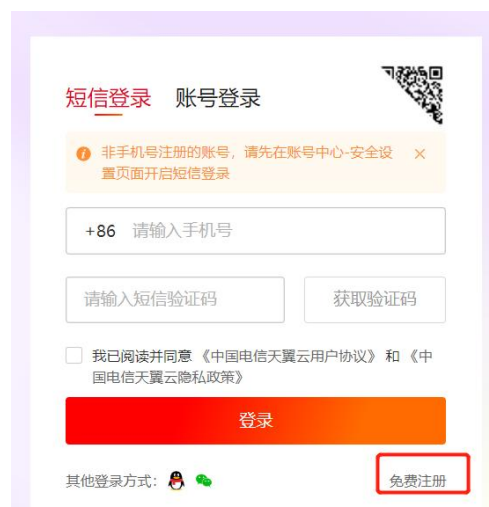 短信登录 账号登录
非手机号注册的账号，请先在账号中心-安全设
置页面开启短信登录
+86 请输入手机号
请输入短信验证码 获取验证码
我已阅读并同意 《中国电信天翼云用户协议》 和 《中
国电信天翼云隐私政策》
登录
其他登录方式： 免费注册